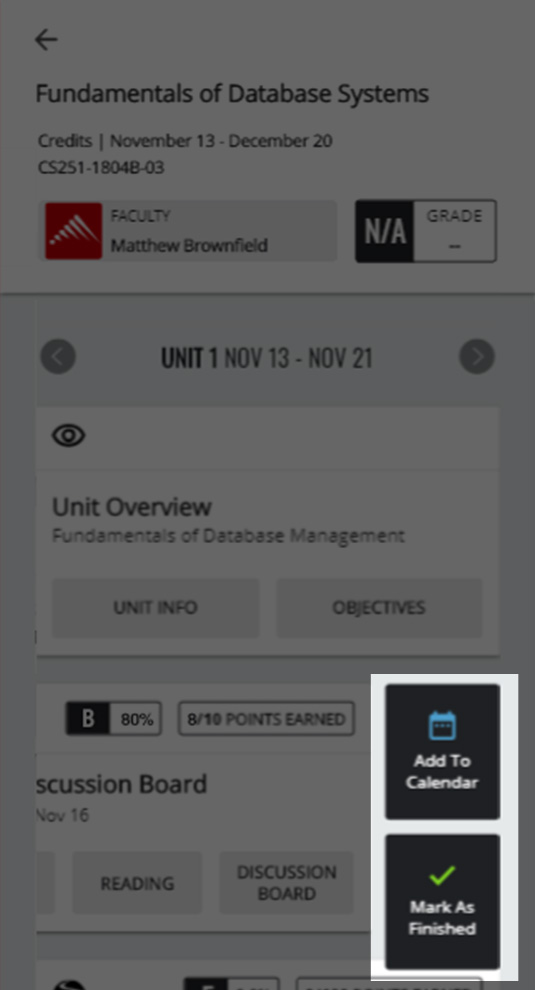 Fundamentals of Database Systems
Credits | November 13 - December 20
CS251-1804B-03
FACULTY
Matthew Brownfield
N/A
GRADE
--
UNIT 1 NOV 13 - NOV 21
Unit Overview
Fundamentals of Database Management
UNIT INFO
OBJECTIVES
B 80%
8/10 POINTS EARNED
scussion Board
Nov 16
READING
DISCUSSION
BOARD
Add To
Calendar
Mark As
Finished